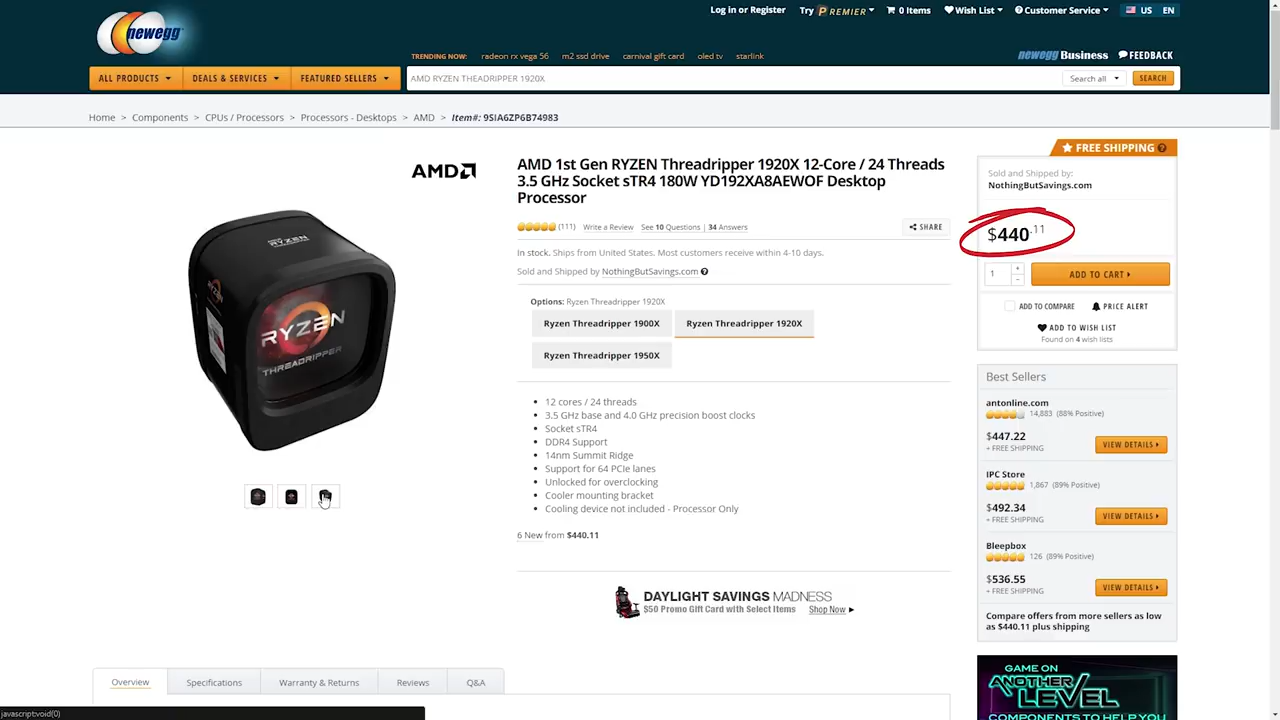 Log in or Register
Try PREMIER
0 Items
Wish List
Customer Service
US EN
newegg
TRENDING NOW: radeon rx vega 56 m2 ssd drive carnival gift card oled tv starlink
newegg Business
FEEDBACK
ALL PRODUCTS
DEALS & SERVICES
FEATURED SELLERS
AMD RYZEN THEADRIPPER 1920X
Search all
SEARCH
Home > Components > CPUs / Processors > Processors - Desktops > AMD > Item#: 9SIA6ZP6B74983
AMD
RYZEN
RYZEN
THREADRIPPER
AMD 1st Gen RYZEN Threadripper 1920X 12-Core / 24 Threads
3.5 GHz Socket sTR4 180W YD192XA8AEWOF Desktop
Processor
(111) Write a Review See 10 Questions | 34 Answers
SHARE
In stock. Ships from United States. Most customers receive within 4-10 days.
Sold and Shipped by NothingButSavings.com
Options: Ryzen Threadripper 1920X
Ryzen Threadripper 1900X
Ryzen Threadripper 1920X
Ryzen Threadripper 1950X
12 cores / 24 threads
3.5 GHz base and 4.0 GHz precision boost clocks
Socket sTR4
DDR4 Support
14nm Summit Ridge
Support for 64 PCIe lanes
Unlocked for overclocking
Cooler mounting bracket
Cooling device not included - Processor Only
6 New from $440.11
DAYLIGHT SAVINGS MADNESS
$50 Promo Gift Card with Select Items Shop Now
FREE SHIPPING
Sold and Shipped by:
NothingButSavings.com
$440.11
1
ADD TO CART
ADD TO COMPARE
PRICE ALERT
ADD TO WISH LIST
Found on 4 wish lists
Best Sellers
antonline.com
14,883 (88% Positive)
$447.22
+ FREE SHIPPING
VIEW DETAILS
IPC Store
1,867 (89% Positive)
$492.34
+ FREE SHIPPING
VIEW DETAILS
Bleepbox
126 (89% Positive)
$536.55
+ FREE SHIPPING
VIEW DETAILS
Compare offers from more sellers as low
as $440.11 plus shipping
GAME ON
ANOTHER
LEVEL
COMPONENTS TO HELP YOU
Overview
Specifications
Warranty & Returns
Reviews
Q&A
javascript:void(0)